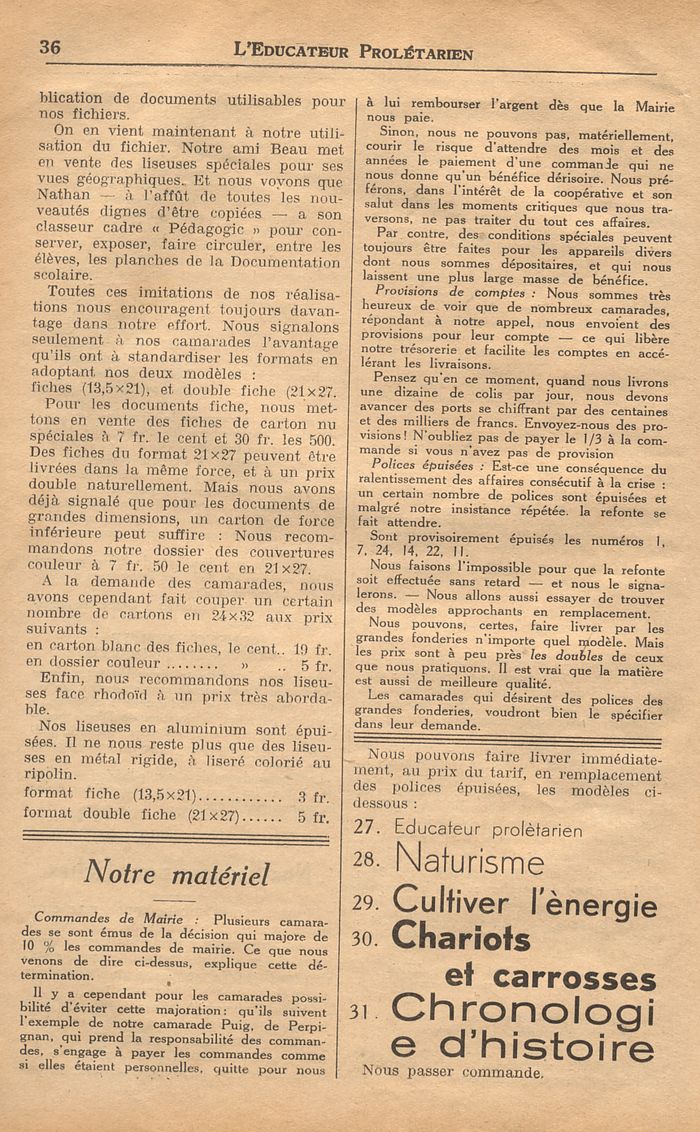 36
L'EDUCATEUR PROLÉTARIEN
blication de documents utilisables pour
nos fichiers.
On en vient maintenant à notre utili-
sation du fichier. Notre ami Beau met
en vente des liseuses spéciales pour ses
vues géographiques. Et nous voyons que
Nathan — à l'affût de toutes les nou-
veautés dignes d'être copiées — a son
classeur cadre « Pédagogic » pour con-
server, exposer, faire circuler, entre les
élèves, les planches de la Documentation
scolaire.
Toutes ces imitations de nos réalisa-
tions nous encouragent toujours davan-
tage dans notre effort. Nous signalons
seulement à nos camarades l'avantage
qu'ils ont à standardiser les formats en
adoptant nos deux modèles :
fiches (13,5×21), et double fiche (21×27.
Pour les documents fiche, nous met-
tons en vente des fiches de carton nu
spéciales à 7 fr. le cent et 30 fr. les 500.
Des fiches du format 21×27 peuvent être
livrées dans la même force, et à un prix
double naturellement. Mais nous avons
déjà signalé que pour les documents de
grandes dimensions, un carton de force
inférieure peut suffire : Nous recom-
mandons notre dossier des couvertures
couleur à 7 fr. 50 le cent en 21×27.
A la demande des camarades, nous
avons cependant fait couper un certain
nombre de cartons en 24×32 aux prix
suivants :
en carton blanc des fiches, le cent.. 19 fr.
en dossier couleur ........ » .. 5 fr.
Enfin, nous recommandons nos liseu-
ses face rhodoïd à un prix très aborda-
ble.
Nos liseuses en aluminium sont épui-
sées. Il ne nous reste plus que des liseu-
ses en métal rigide, à liseré colorié au
ripolin.
format fiche (13,5×21)............ 3 fr.
format double fiche (21×27)...... 5 fr.
Notre matériel
Commandes de Mairie : Plusieurs camara-
des se sont émus de la décision qui majore de
10 % les commandes de mairie. Ce que nous
venons de dire ci-dessus, explique cette dé-
termination.
Il y a cependant pour les camarades possi-
bilité d'éviter cette majoration: qu'ils suivent
l'exemple de notre camarade Puig, de Perpi-
gnan, qui prend la responsabilité des comman-
des, s'engage à payer les commandes comme
si elles étaient personnelles, quitte pour nous
à lui rembourser l'argent dès que la Mairie
nous paie.
Sinon, nous ne pouvons pas, matériellement,
courir le risque d'attendre des mois et des
années le paiement d'une commande qui ne
nous donne qu'un bénéfice dérisoire. Nous pré-
férons, dans l'intérêt de la coopérative et son
salut dans les moments critiques que nous tra-
versons, ne pas traiter du tout ces affaires.
Par contre, des conditions spéciales peuvent
toujours être faites pour les appareils divers
dont nous sommes dépositaires, et qui nous
laissent une plus large masse de bénéfice.
Provisions de comptes : Nous sommes très
heureux de voir que de nombreux camarades,
répondant à notre appel, nous envoient des
provisions pour leur compte — ce qui libère
notre trésorerie et facilite les comptes en accé-
lérant les livraisons.
Pensez qu'en ce moment, quand nous livrons
une dizaine de colis par jour, nous devons
avancer des ports se chiffrant par des centaines
et des milliers de francs. Envoyez-nous des pro-
visions! N'oubliez pas de payer le 1/3 à la com-
mande si vous n'avez pas de provision
Polices épuisées : Est-ce une conséquence du
ralentissement des affaires consécutif à la crise :
un certain nombre de polices sont épuisées et
malgré notre insistance répétée. la refonte se
fait attendre.
Sont provisoirement épuisés les numéros 1,
7, 24, 14, 22, 11.
Nous faisons l'impossible pour que la refonte
soit effectuée sans retard — et nous le signa-
lerons. — Nous allons aussi essayer de trouver
des modèles approchants en remplacement.
Nous pouvons, certes, faire livrer par les
grandes fonderies n'importe quel modèle. Mais
les prix sont à peu près les doubles de ceux
que nous pratiquons. Il est vrai que la matière
est aussi de meilleure qualité.
Les camarades qui désirent des polices des
grandes fonderies, voudront bien le spécifier
dans leur demande.
Nous pouvons faire livrer immédiate-
ment, au prix du tarif, en remplacement
des polices épuisées, les modèles ci-
dessous :
27. Educateur prolètarien
28. Naturisme
29. Cultiver l'ènergie
30. Chariots
et carrosses
31. Chronologi
e d'histoire
Nous passer commande.